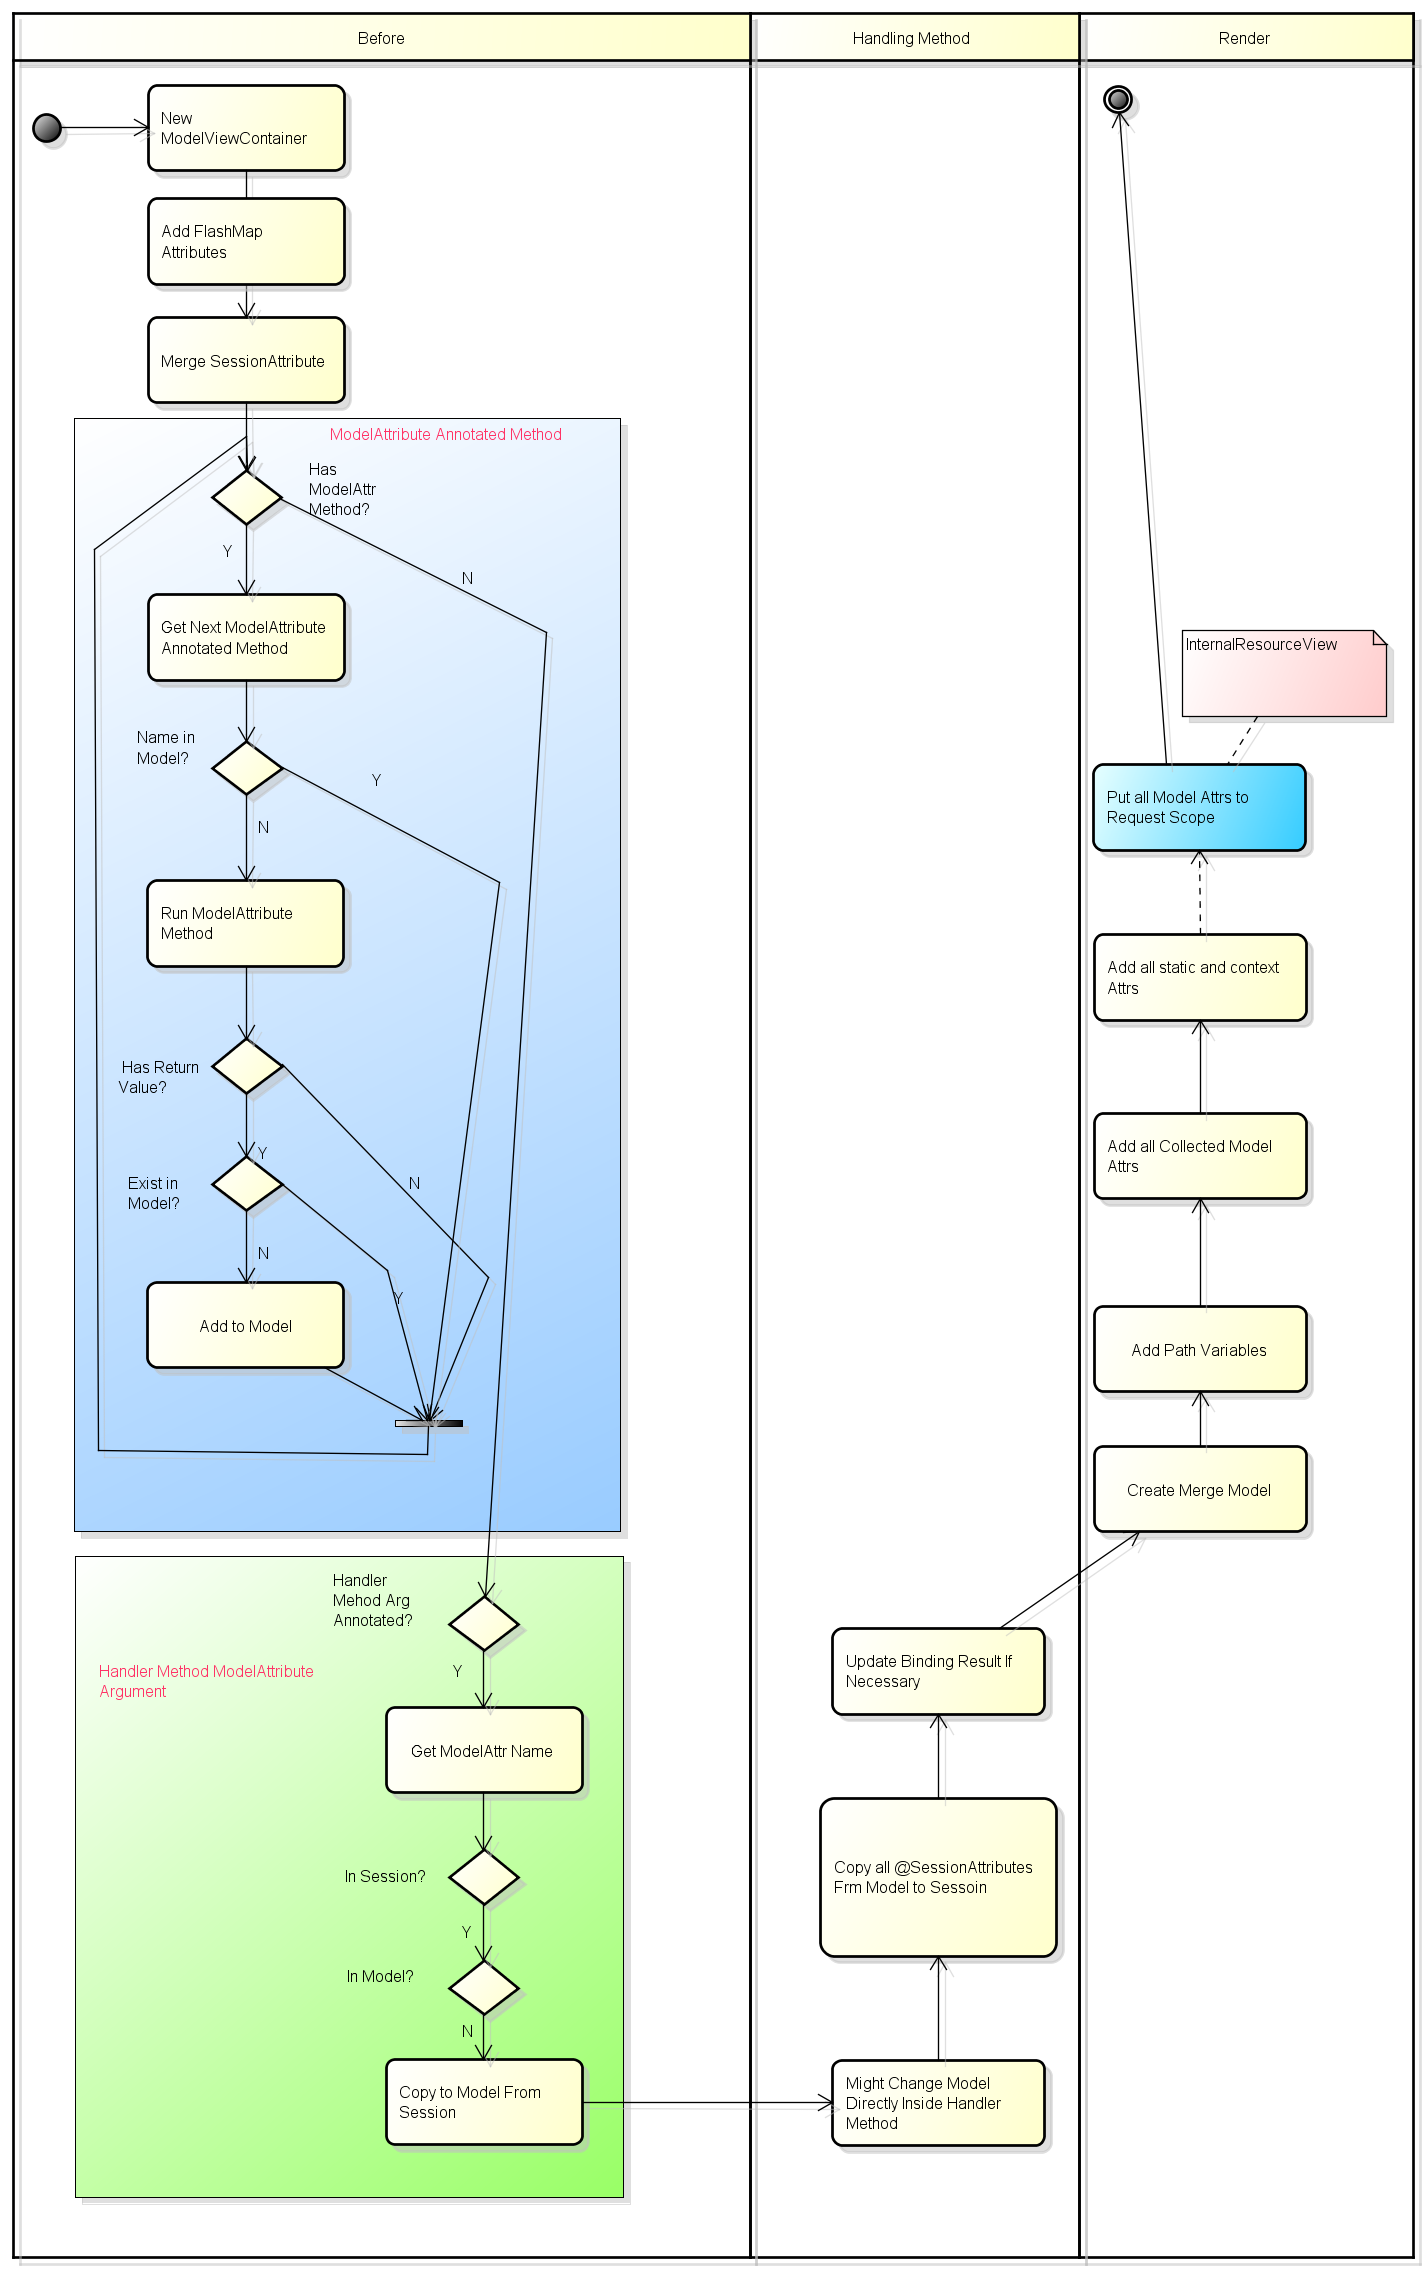 Before
Handling Method
Render
New
ModelViewContainer
Add FlashMap
Attributes
Merge SessionAttribute
ModelAttribute Annotated Method
Has
ModelAttr
Method?
Y
N
Get Next ModelAttribute
Annotated Method
Name in
Model?
Y
N
Run ModelAttribute
Method
Has Return
Value?
Y
N
Exist in
Model?
N
Y
Add to Model
Handler
Mehod Arg
Annotated?
Handler Method ModelAttribute
Argument
Y
Get ModelAttr Name
In Session?
Y
In Model?
N
Copy to Model From
Session
Might Change Model
Directly Inside Handler
Method
Copy all @SessionAttributes
Frm Model to Sessoin
Update Binding Result If
Necessary
Create Merge Model
Add Path Variables
Add all Collected Model
Attrs
Add all static and context
Attrs
Put all Model Attrs to
Request Scope
InternalResourceView